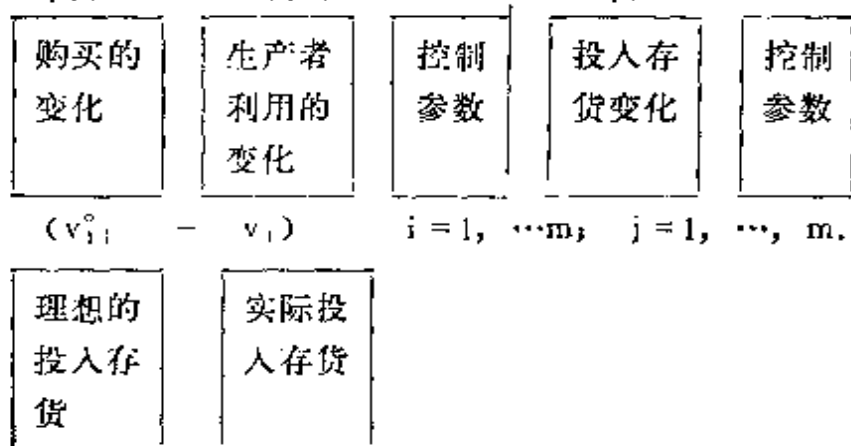 购买的
变化
生产者
利用的
变化
控制
参数
投入存
货变化
控制
参数
(v°ᵢⱼ - vᵢⱼ) i = 1, …m; j = 1, …, m.
理想的
投入存
货
实际投
入存货